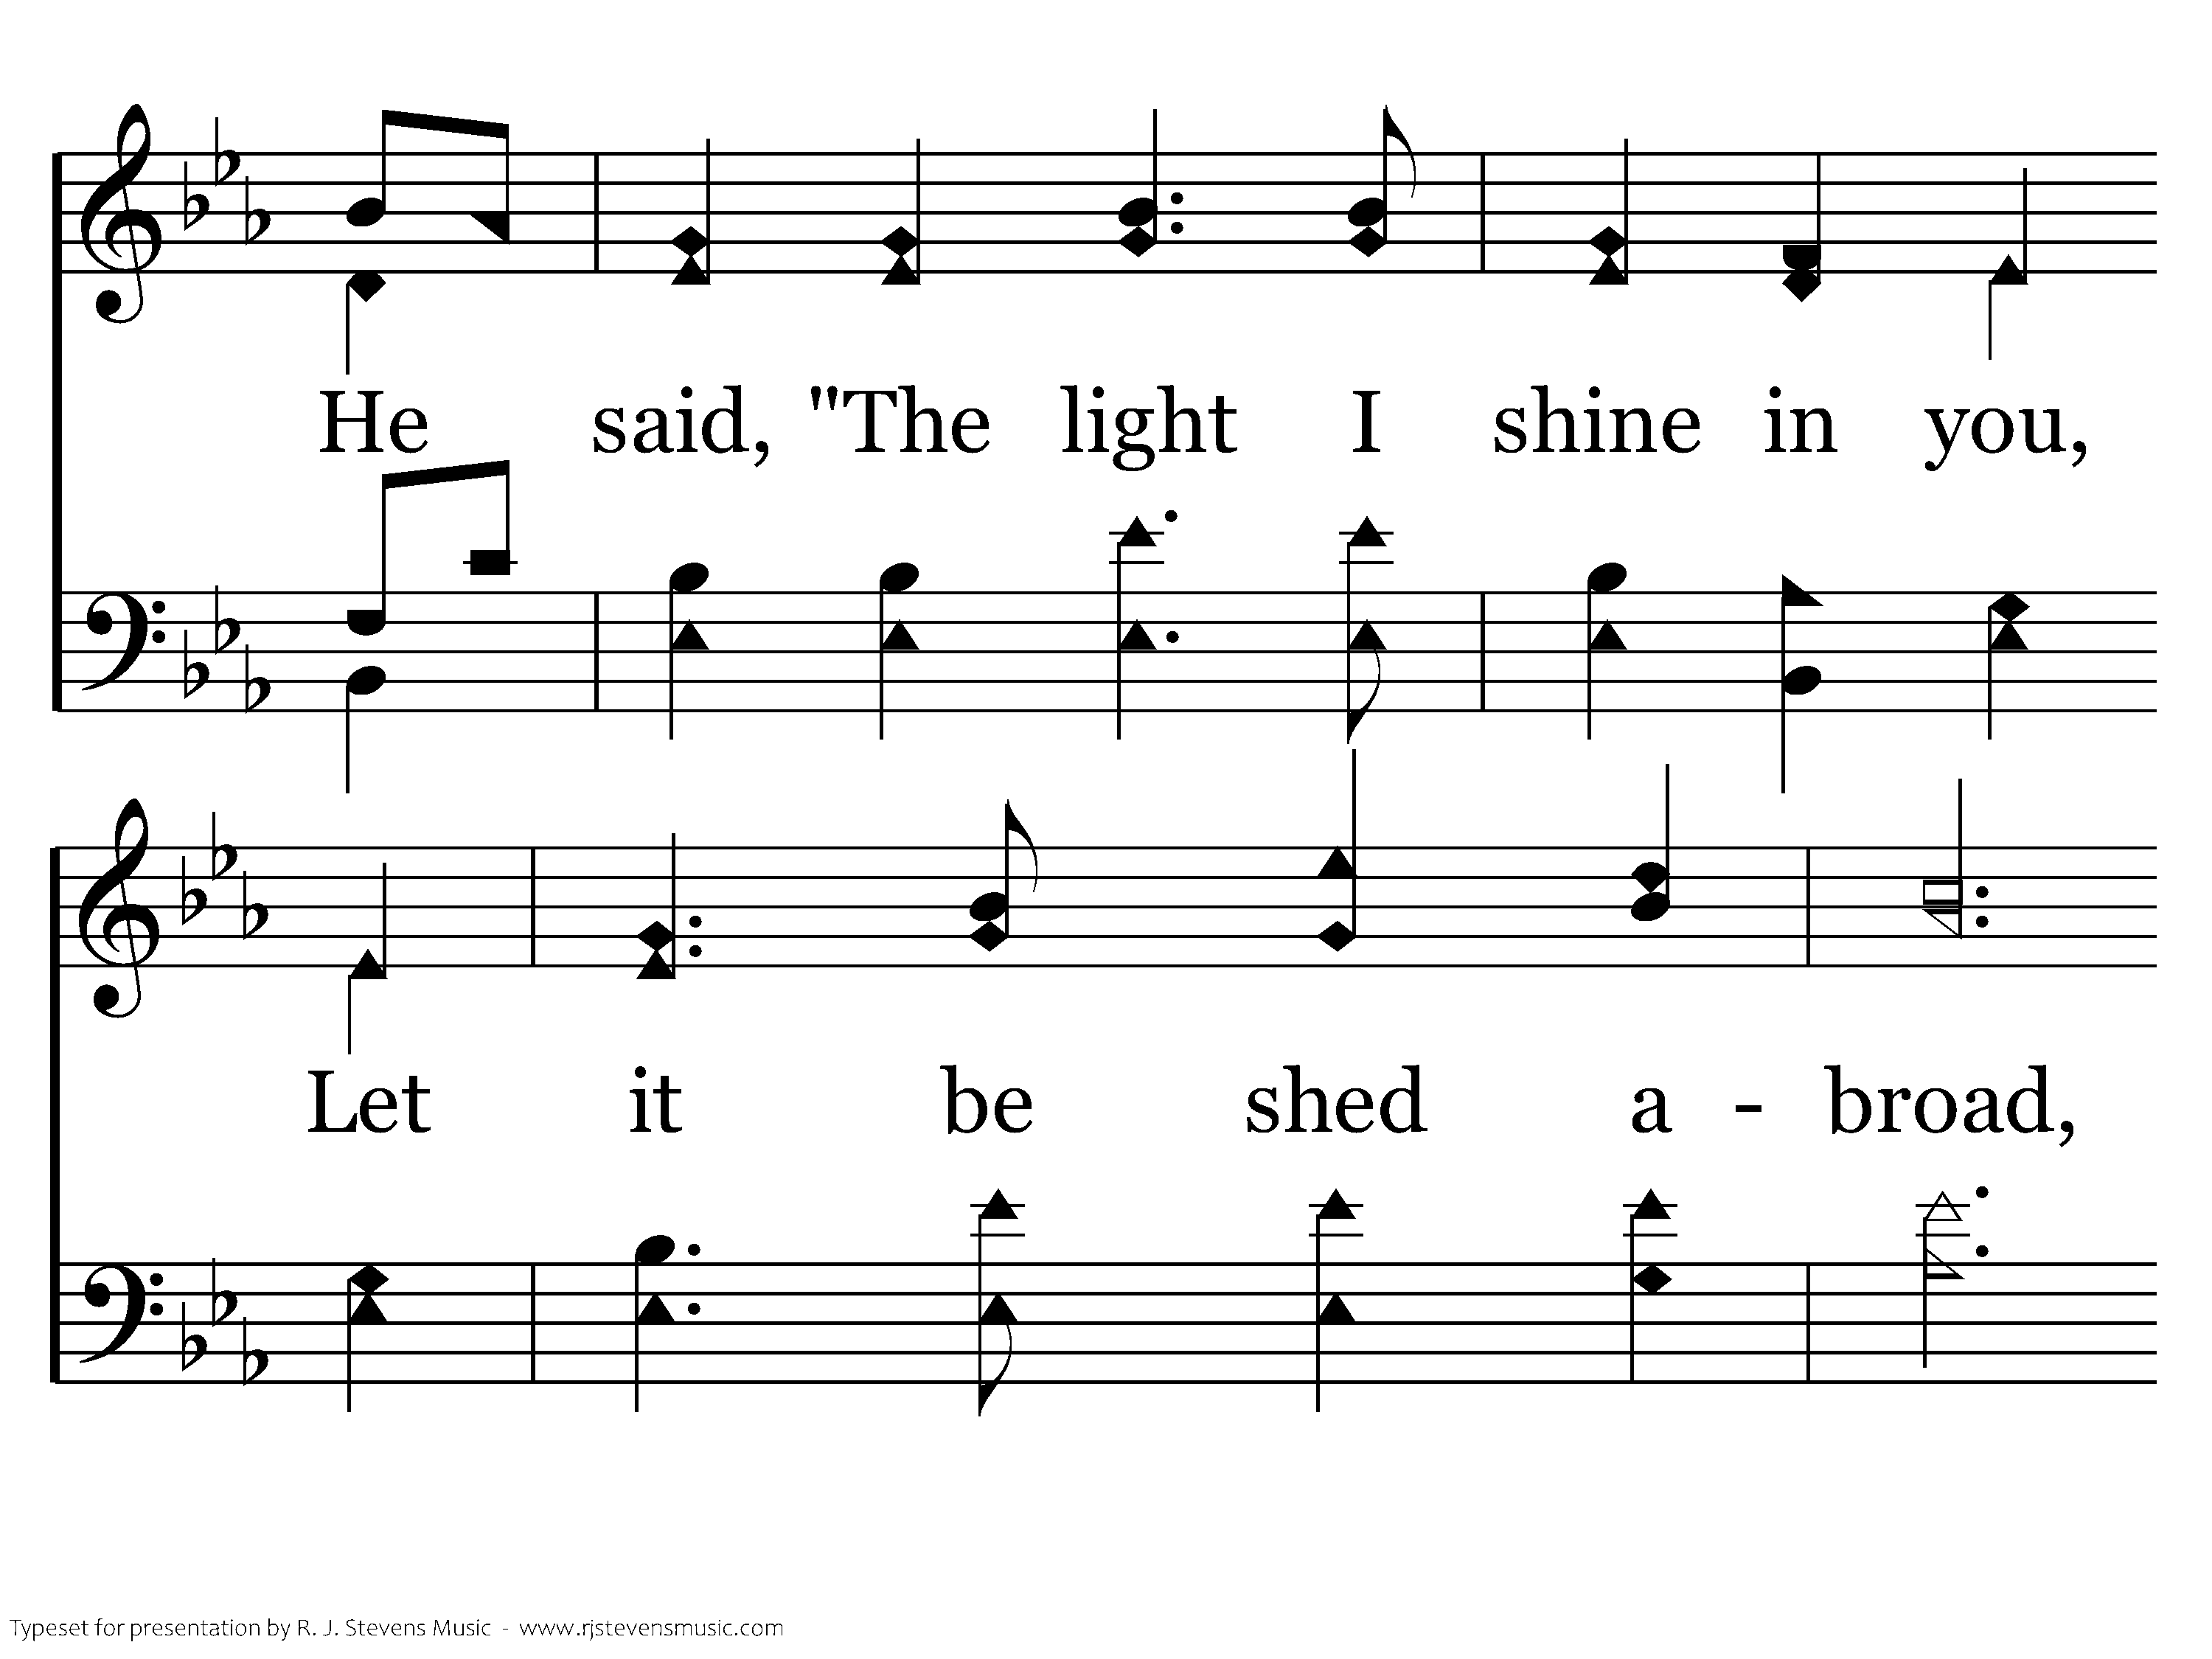 He said, "The light I shine in you,
Let it be shed a - broad,
Typeset for presentation by R. J. Stevens Music - www.rjstevensmusic.com